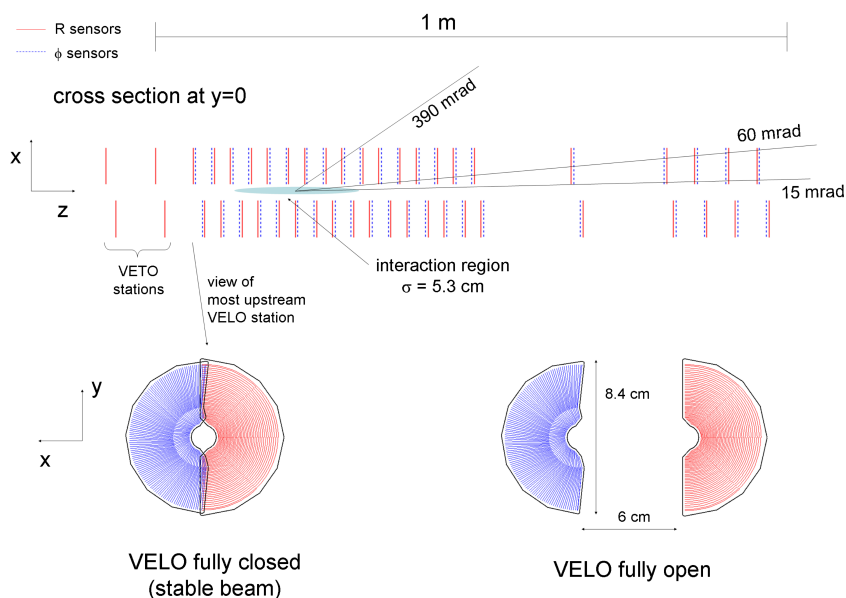 1 m
R sensors
ϕ sensors
cross section at y=0
390 mrad
60 mrad
15 mrad
x
z
VETO
stations
view of
most upstream
VELO station
interaction region
σ = 5.3 cm
y
x
8.4 cm
6 cm
VELO fully closed
(stable beam)
VELO fully open